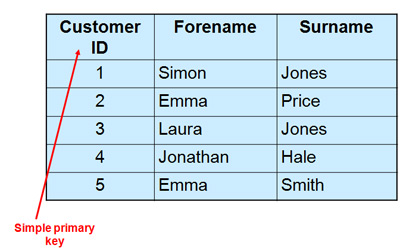 Customer ID Forename Surname
1 Simon Jones
2 Emma Price
3 Laura Jones
4 Jonathan Hale
5 Emma Smith
Simple primary
key